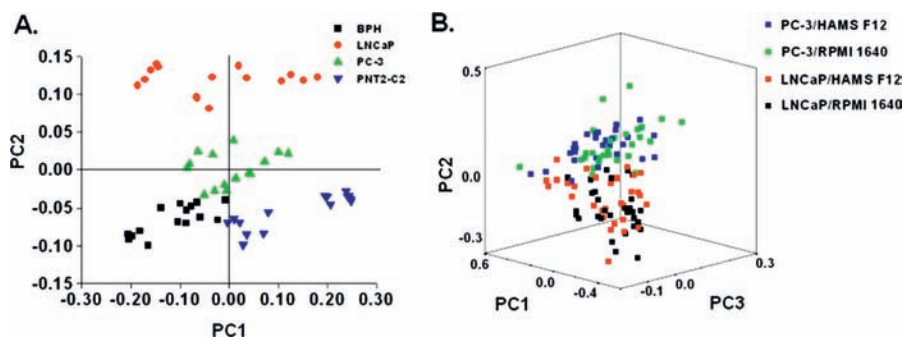 A.
BPH
LNCaP
PC-3
PNT2-C2
0.15
0.10
0.05
0.00
-0.05
-0.10
-0.15
PC2
-0.30 -0.20 -0.10 0.00 0.10 0.20 0.30
PC1
B.
PC-3/HAMS F12
PC-3/RPMI 1640
LNCaP/HAMS F12
LNCaP/RPMI 1640
0.5
PC2
-0.3
0.6
0.0
-0.4
PC1
-0.1
0.0
0.3
PC3